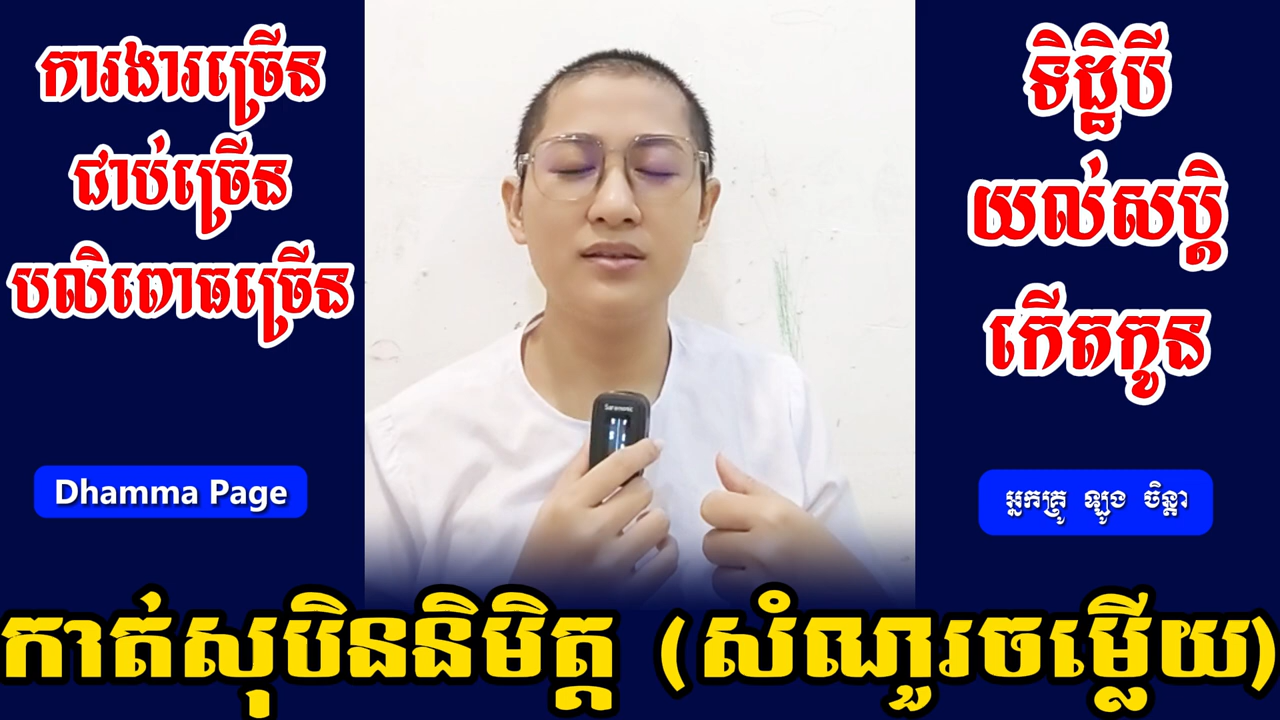 ការងារច្រើន
ជាប់ច្រើន
បលិពោធច្រើន
Dhamma Page
Saramonic
ទិដ្ឋិបី
យល់សប្តិ
កើតកូន
អ្នកគ្រូ ឡុង ចិន្តា
កាត់សុបិននិមិត្ត (សំណួរចម្លើយ)